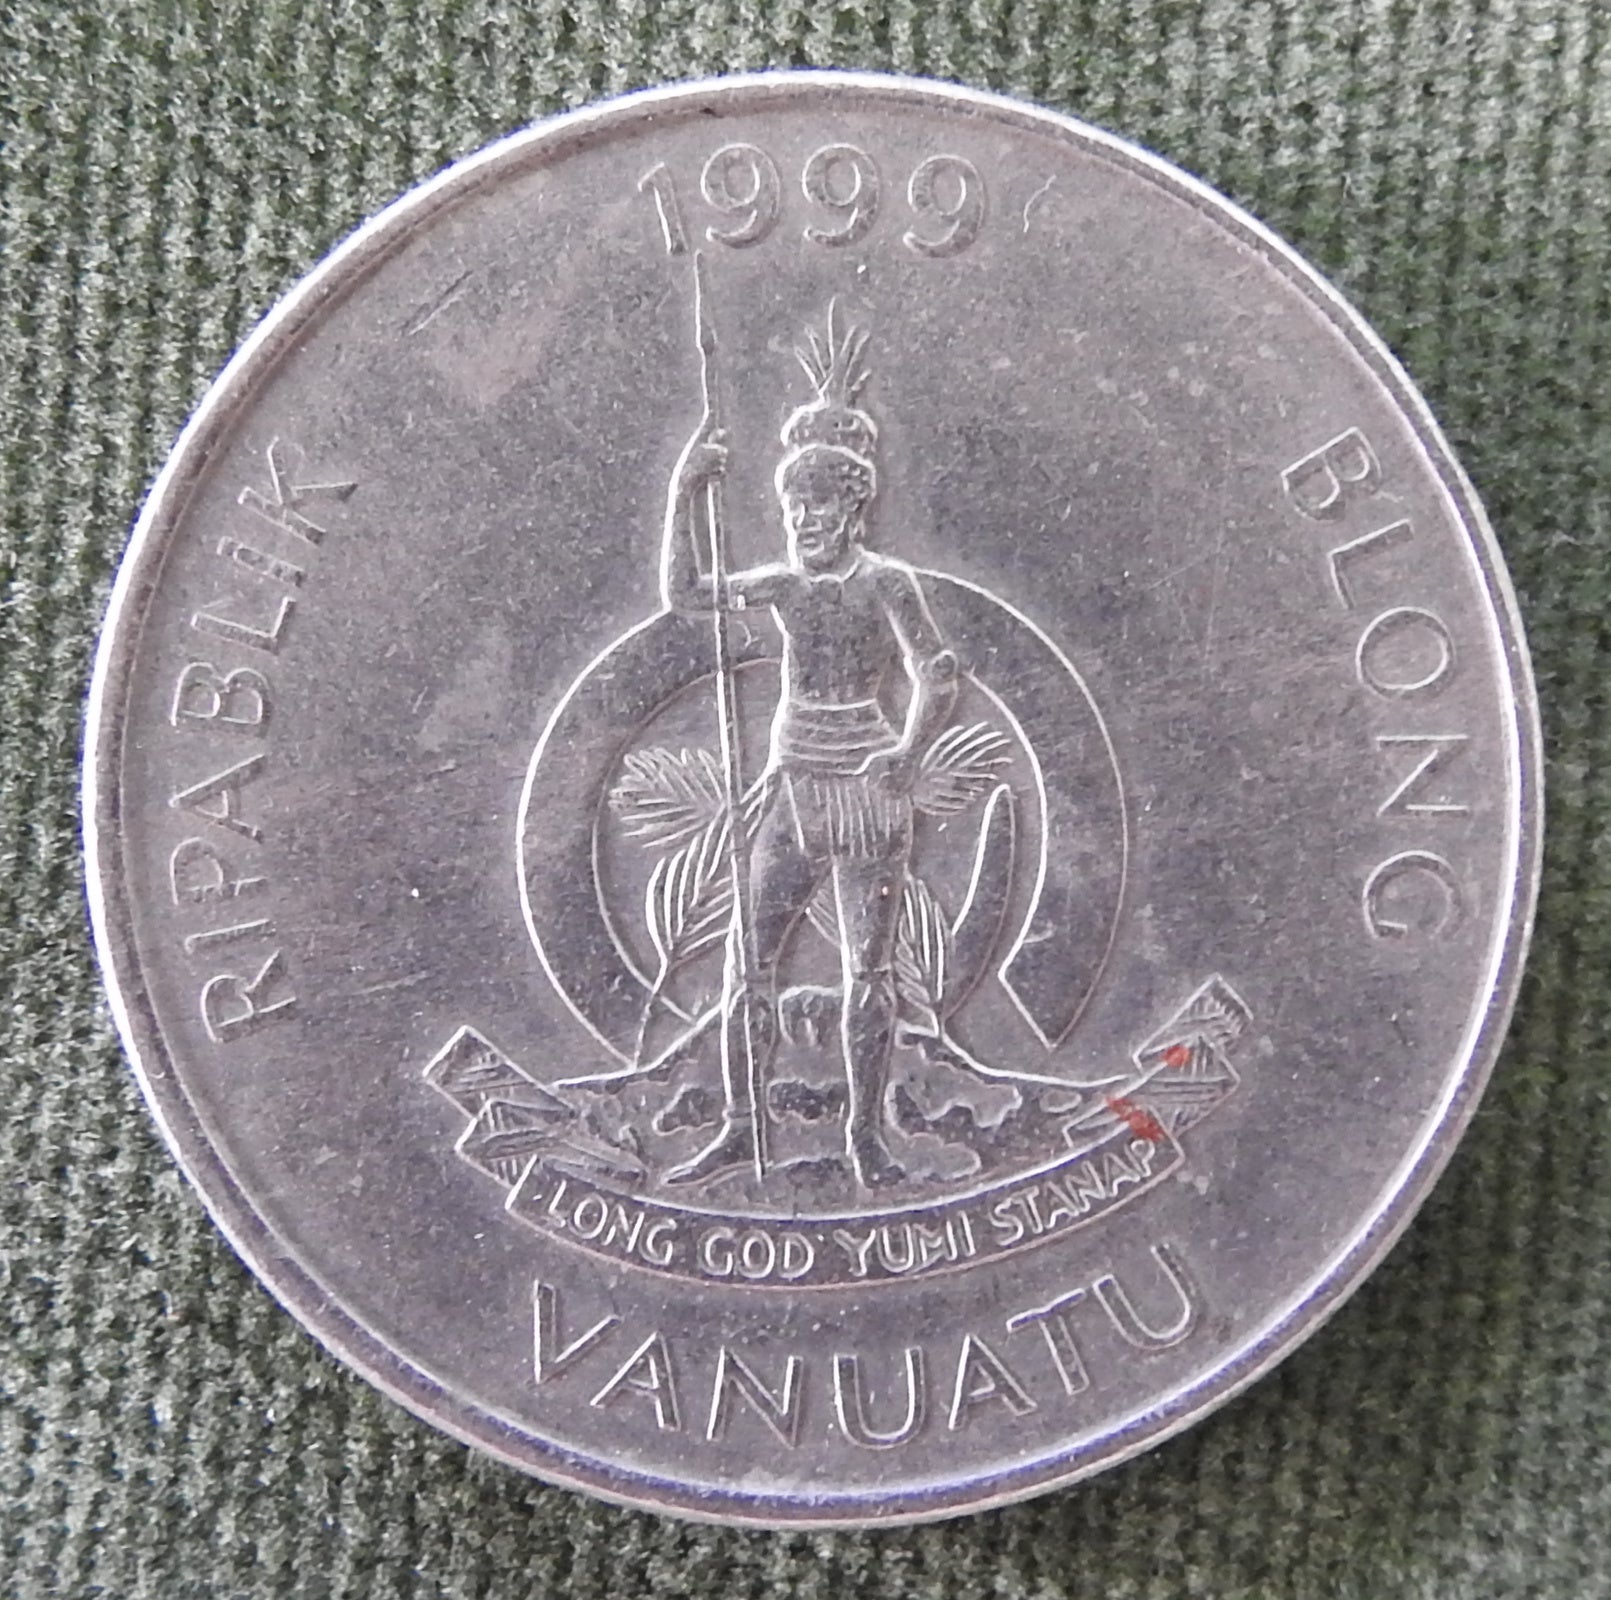 1999
RIPABLIK
BLONG
LONG GOD YUMI STANAP
VANUATU